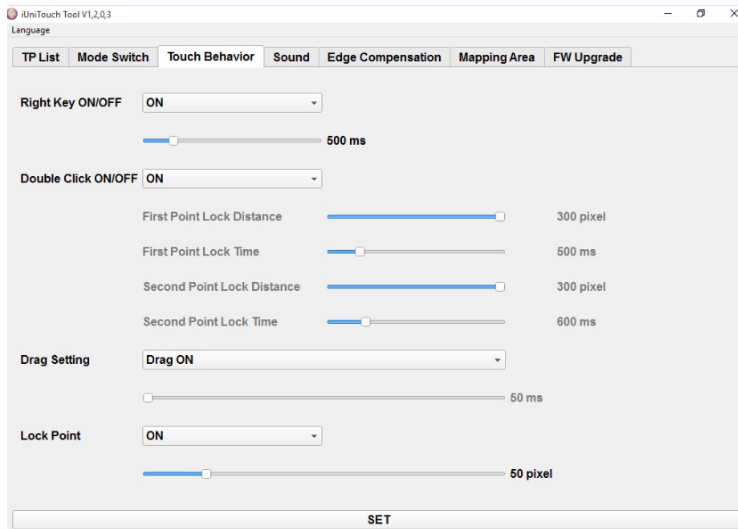 iUniTouch Tool V1,2,0,3
Language
TP List Mode Switch Touch Behavior Sound Edge Compensation Mapping Area FW Upgrade
Right Key ON/OFF ON
500 ms
Double Click ON/OFF ON
First Point Lock Distance 300 pixel
First Point Lock Time 500 ms
Second Point Lock Distance 300 pixel
Second Point Lock Time 600 ms
Drag Setting Drag ON
50 ms
Lock Point ON
50 pixel
SET